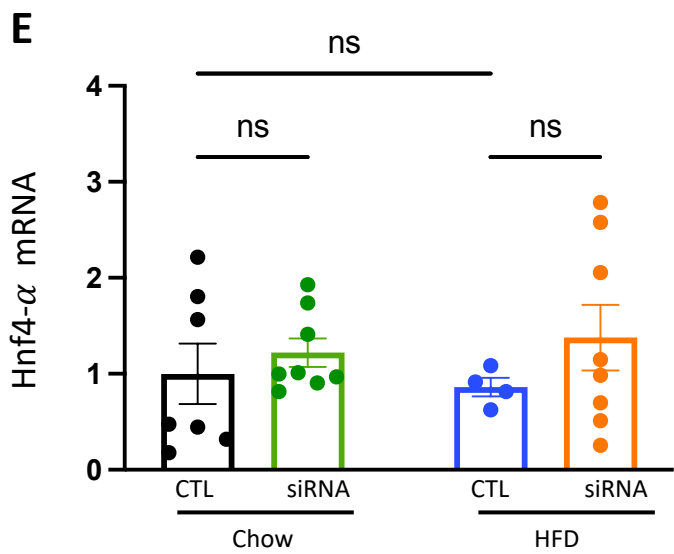 E
ns
ns
ns
4
3
2
1
0
Hnf4-α mRNA
CTL
siRNA
CTL
siRNA
Chow
HFD